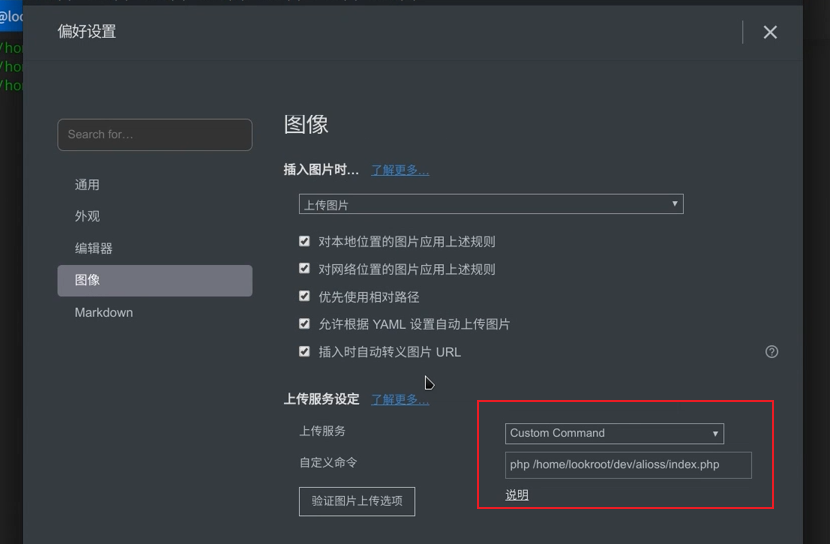 @loo
/hor
/hor
/hor
偏好设置
Search for…
通用
外观
编辑器
图像
Markdown
图像
插入图片时… 了解更多…
上传图片
对本地位置的图片应用上述规则
对网络位置的图片应用上述规则
优先使用相对路径
允许根据 YAML 设置自动上传图片
插入时自动转义图片 URL
上传服务设定 了解更多…
上传服务 Custom Command
自定义命令 php /home/lookroot/dev/alioss/index.php
验证图片上传选项 说明